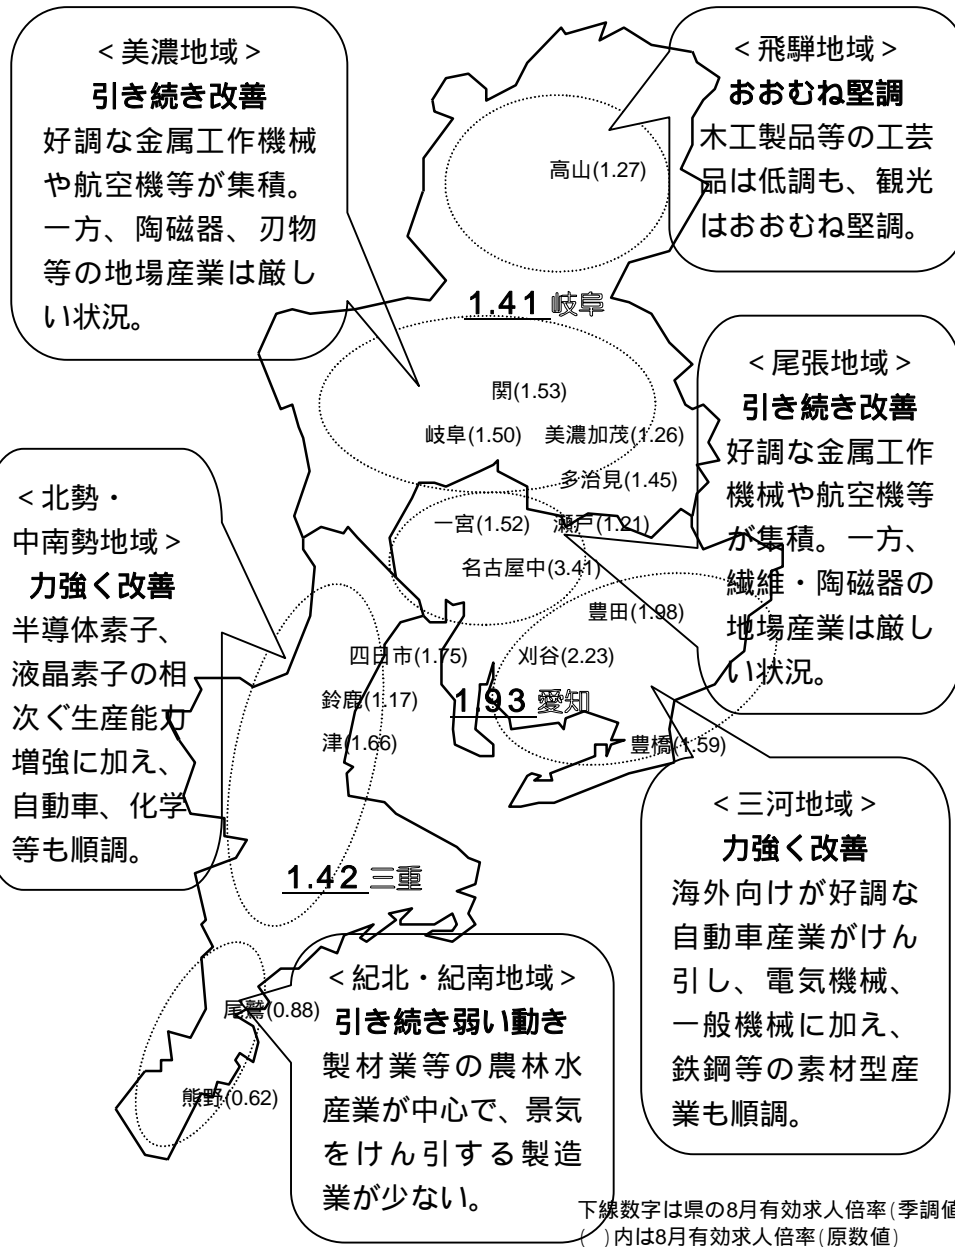 ＜美濃地域＞
引き続き改善
好調な金属工作機械
や航空機等が集積。
一方、陶磁器、刃物
等の地場産業は厳し
い状況。
＜飛騨地域＞
おおむね堅調
木工製品等の工芸
品は低調も、観光
はおおむね堅調。
高山(1.27)
1.41 岐阜
関(1.53)
岐阜(1.50)
美濃加茂(1.26)
多治見(1.45)
＜尾張地域＞
引き続き改善
好調な金属工作
機械や航空機等
が集積。一方、
繊維・陶磁器の
地場産業は厳し
い状況。
一宮(1.52)
瀬戸(1.21)
名古屋中(3.41)
豊田(1.98)
＜北勢・
中南勢地域＞
力強く改善
半導体素子、
液晶素子の相
次ぐ生産能力
増強に加え、
自動車、化学
等も順調。
四日市(1.75)
刈谷(2.23)
鈴鹿(1.17)
1.93 愛知
津(1.66)
豊橋(1.59)
＜三河地域＞
力強く改善
海外向けが好調な
自動車産業がけん
引し、電気機械、
一般機械に加え、
鉄鋼等の素材型産
業も順調。
1.42 三重
＜紀北・紀南地域＞
引き続き弱い動き
製材業等の農林水
産業が中心で、景気
をけん引する製造
業が少ない。
尾鷲(0.88)
熊野(0.62)
下線数字は県の8月有効求人倍率(季調値
(　)内は8月有効求人倍率(原数値)